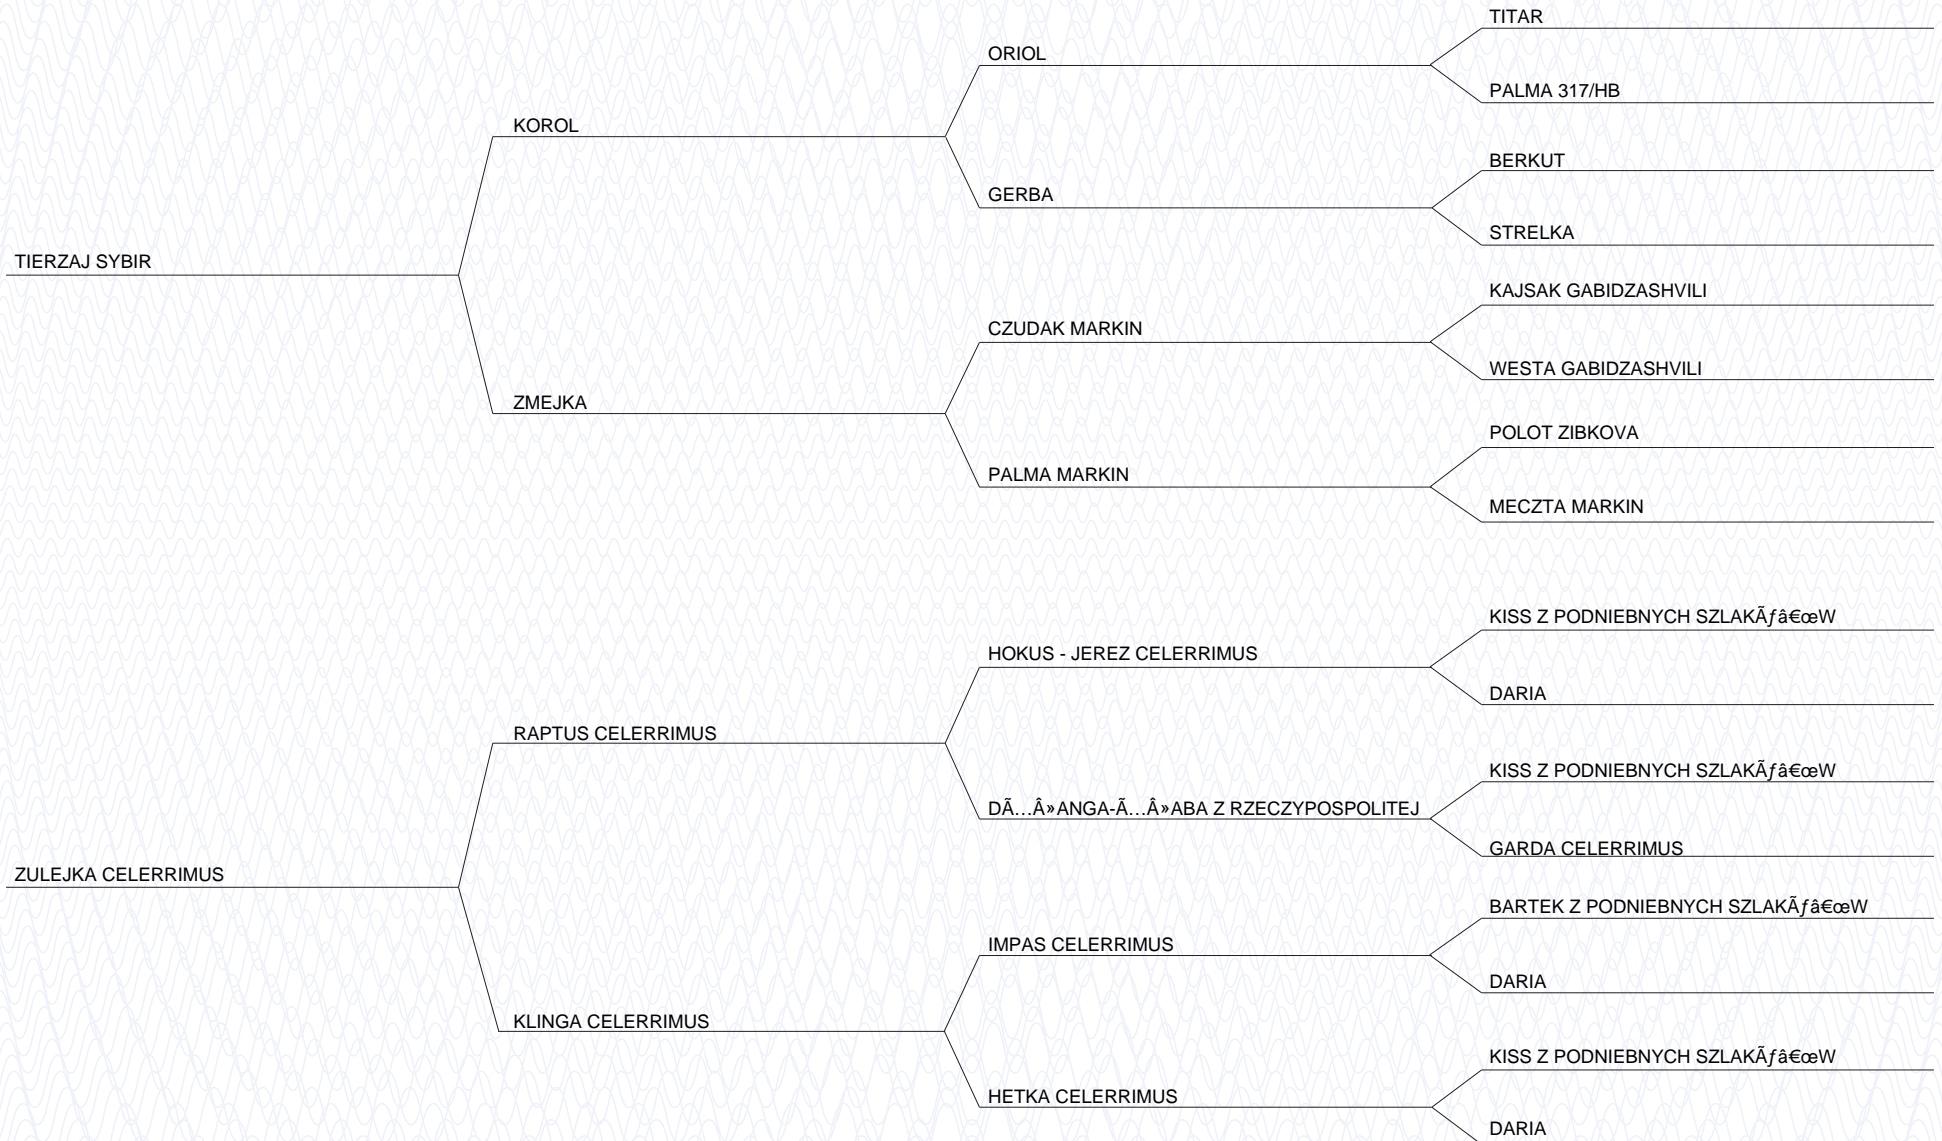 TITAR
ORIOL
PALMA 317/HB
KOROL
BERKUT
GERBA
STRELKA
TIERZAJ SYBIR
KAJSAK GABIDZASHVILI
CZUDAK MARKIN
WESTA GABIDZASHVILI
ZMEJKA
POLOT ZIBKOVA
PALMA MARKIN
MECZTA MARKIN
KISS Z PODNIEBNYCH SZLAKÃƒâ€œW
HOKUS - JEREZ CELERRIMUS
DARIA
RAPTUS CELERRIMUS
KISS Z PODNIEBNYCH SZLAKÃƒâ€œW
DÃ…Â»ANGA-Ã…Â»ABA Z RZECZYPOSPOLITEJ
GARDA CELERRIMUS
ZULEJKA CELERRIMUS
BARTEK Z PODNIEBNYCH SZLAKÃƒâ€œW
IMPAS CELERRIMUS
DARIA
KLINGA CELERRIMUS
KISS Z PODNIEBNYCH SZLAKÃƒâ€œW
HETKA CELERRIMUS
DARIA